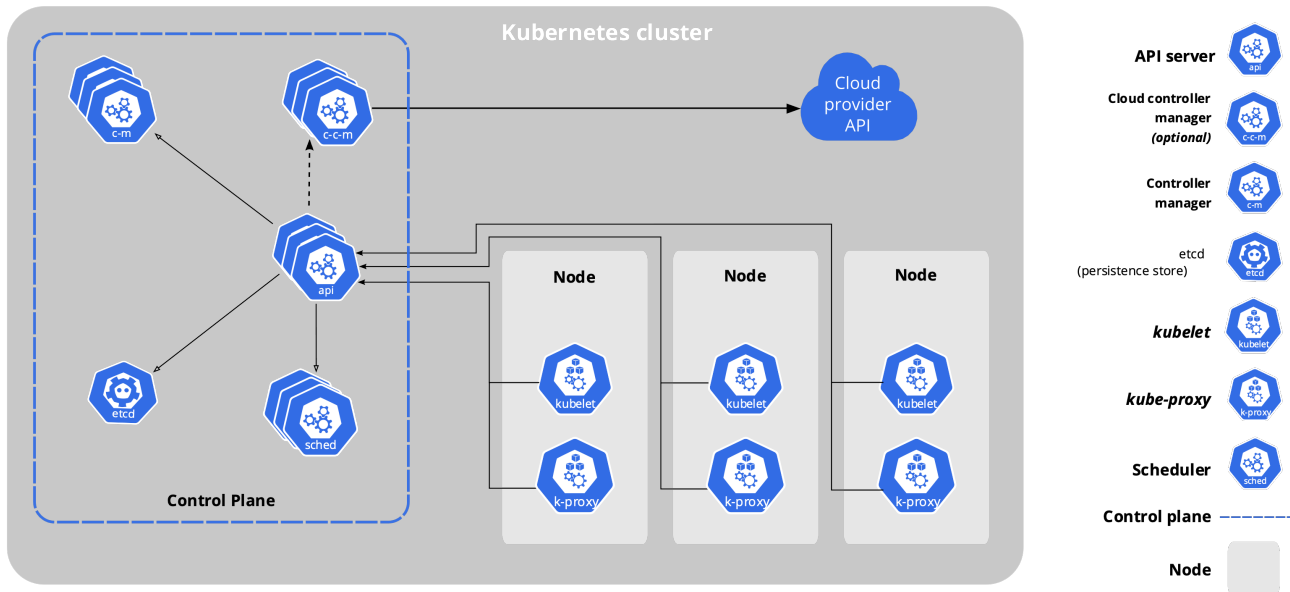 Kubernetes cluster
c-m
c-c-m
Cloud
provider
API
api
etcd
sched
Control Plane
Node
kubelet
k-proxy
Node
kubelet
k-proxy
Node
kubelet
k-proxy
API server
api
Cloud controller
manager
(optional)
c-c-m
Controller
manager
c-m
etcd
(persistence store)
etcd
kubelet
kubelet
kube-proxy
k-proxy
Scheduler
sched
Control plane
Node